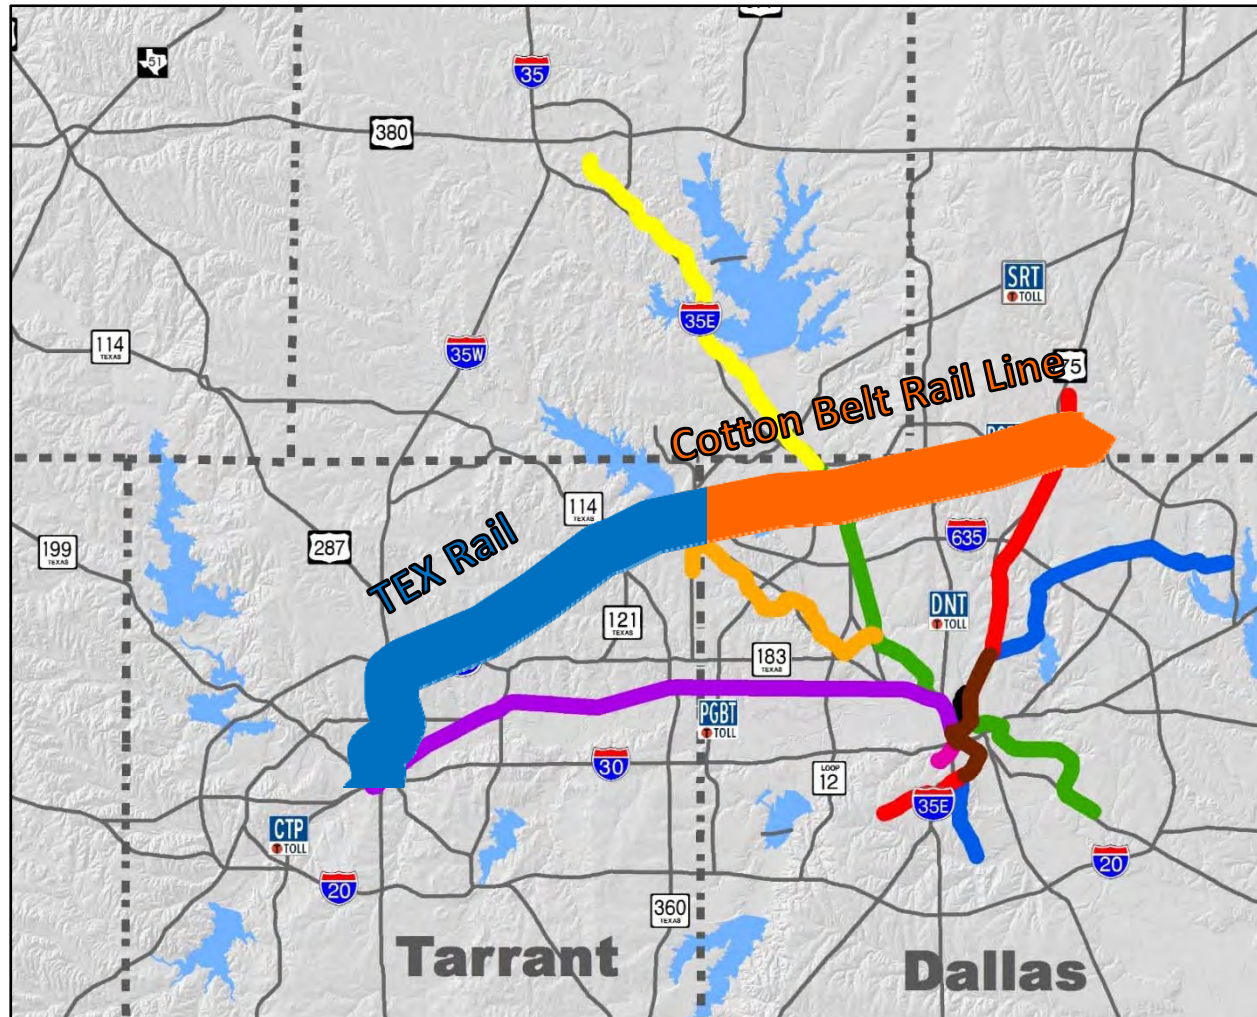 51
35
380
SRT
TOLL
35E
114
TEXAS
35W
75
Cotton Belt Rail Line
114
TEXAS
199
TEXAS
287
TEX Rail
635
121
TEXAS
DNT
TOLL
183
TEXAS
PGBT
TOLL
30
LOOP
12
35E
CTP
TOLL
20
20
360
TEXAS
Tarrant
Dallas